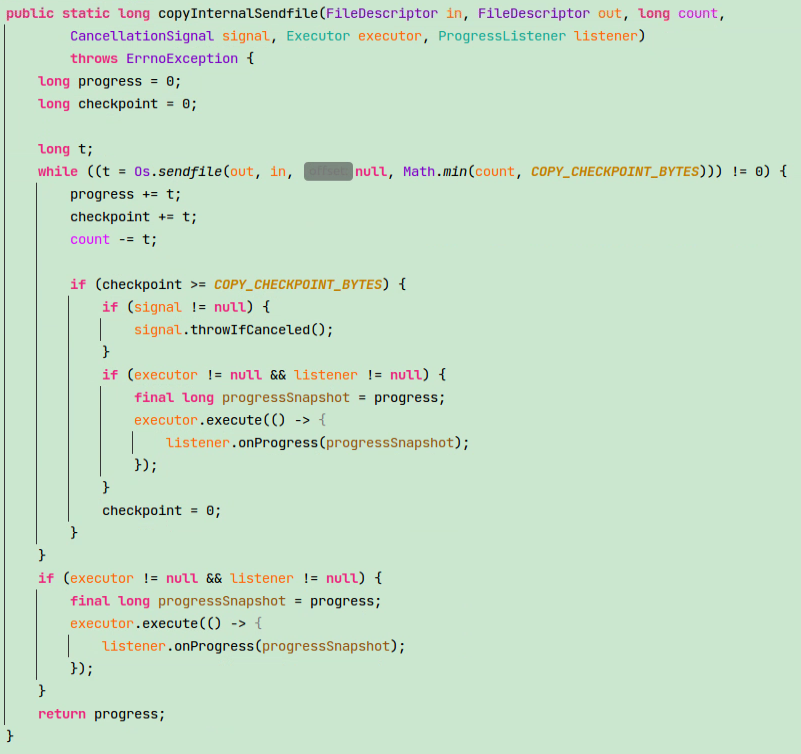 public static long copyInternalSendfile(FileDescriptor in, FileDescriptor out, long count,
        CancellationSignal signal, Executor executor, ProgressListener listener)
        throws ErrnoException {
    long progress = 0;
    long checkpoint = 0;

    long t;
    while ((t = Os.sendfile(out, in, offset: null, Math.min(count, COPY_CHECKPOINT_BYTES))) != 0) {
        progress += t;
        checkpoint += t;
        count -= t;

        if (checkpoint >= COPY_CHECKPOINT_BYTES) {
            if (signal != null) {
                signal.throwIfCanceled();
            }
            if (executor != null && listener != null) {
                final long progressSnapshot = progress;
                executor.execute(() -> {
                    listener.onProgress(progressSnapshot);
                });
            }
            checkpoint = 0;
        }
    }
    if (executor != null && listener != null) {
        final long progressSnapshot = progress;
        executor.execute(() -> {
            listener.onProgress(progressSnapshot);
        });
    }
    return progress;
}